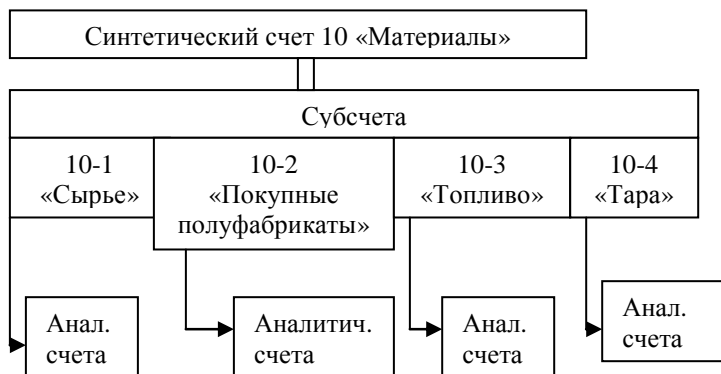 Синтетический счет 10 «Материалы»
Субсчета
10-1
«Сырье»
10-2
«Покупные
полуфабрикаты»
10-3
«Топливо»
10-4
«Тара»
Анал.
счета
Аналитич.
счета
Анал.
счета
Анал.
счета